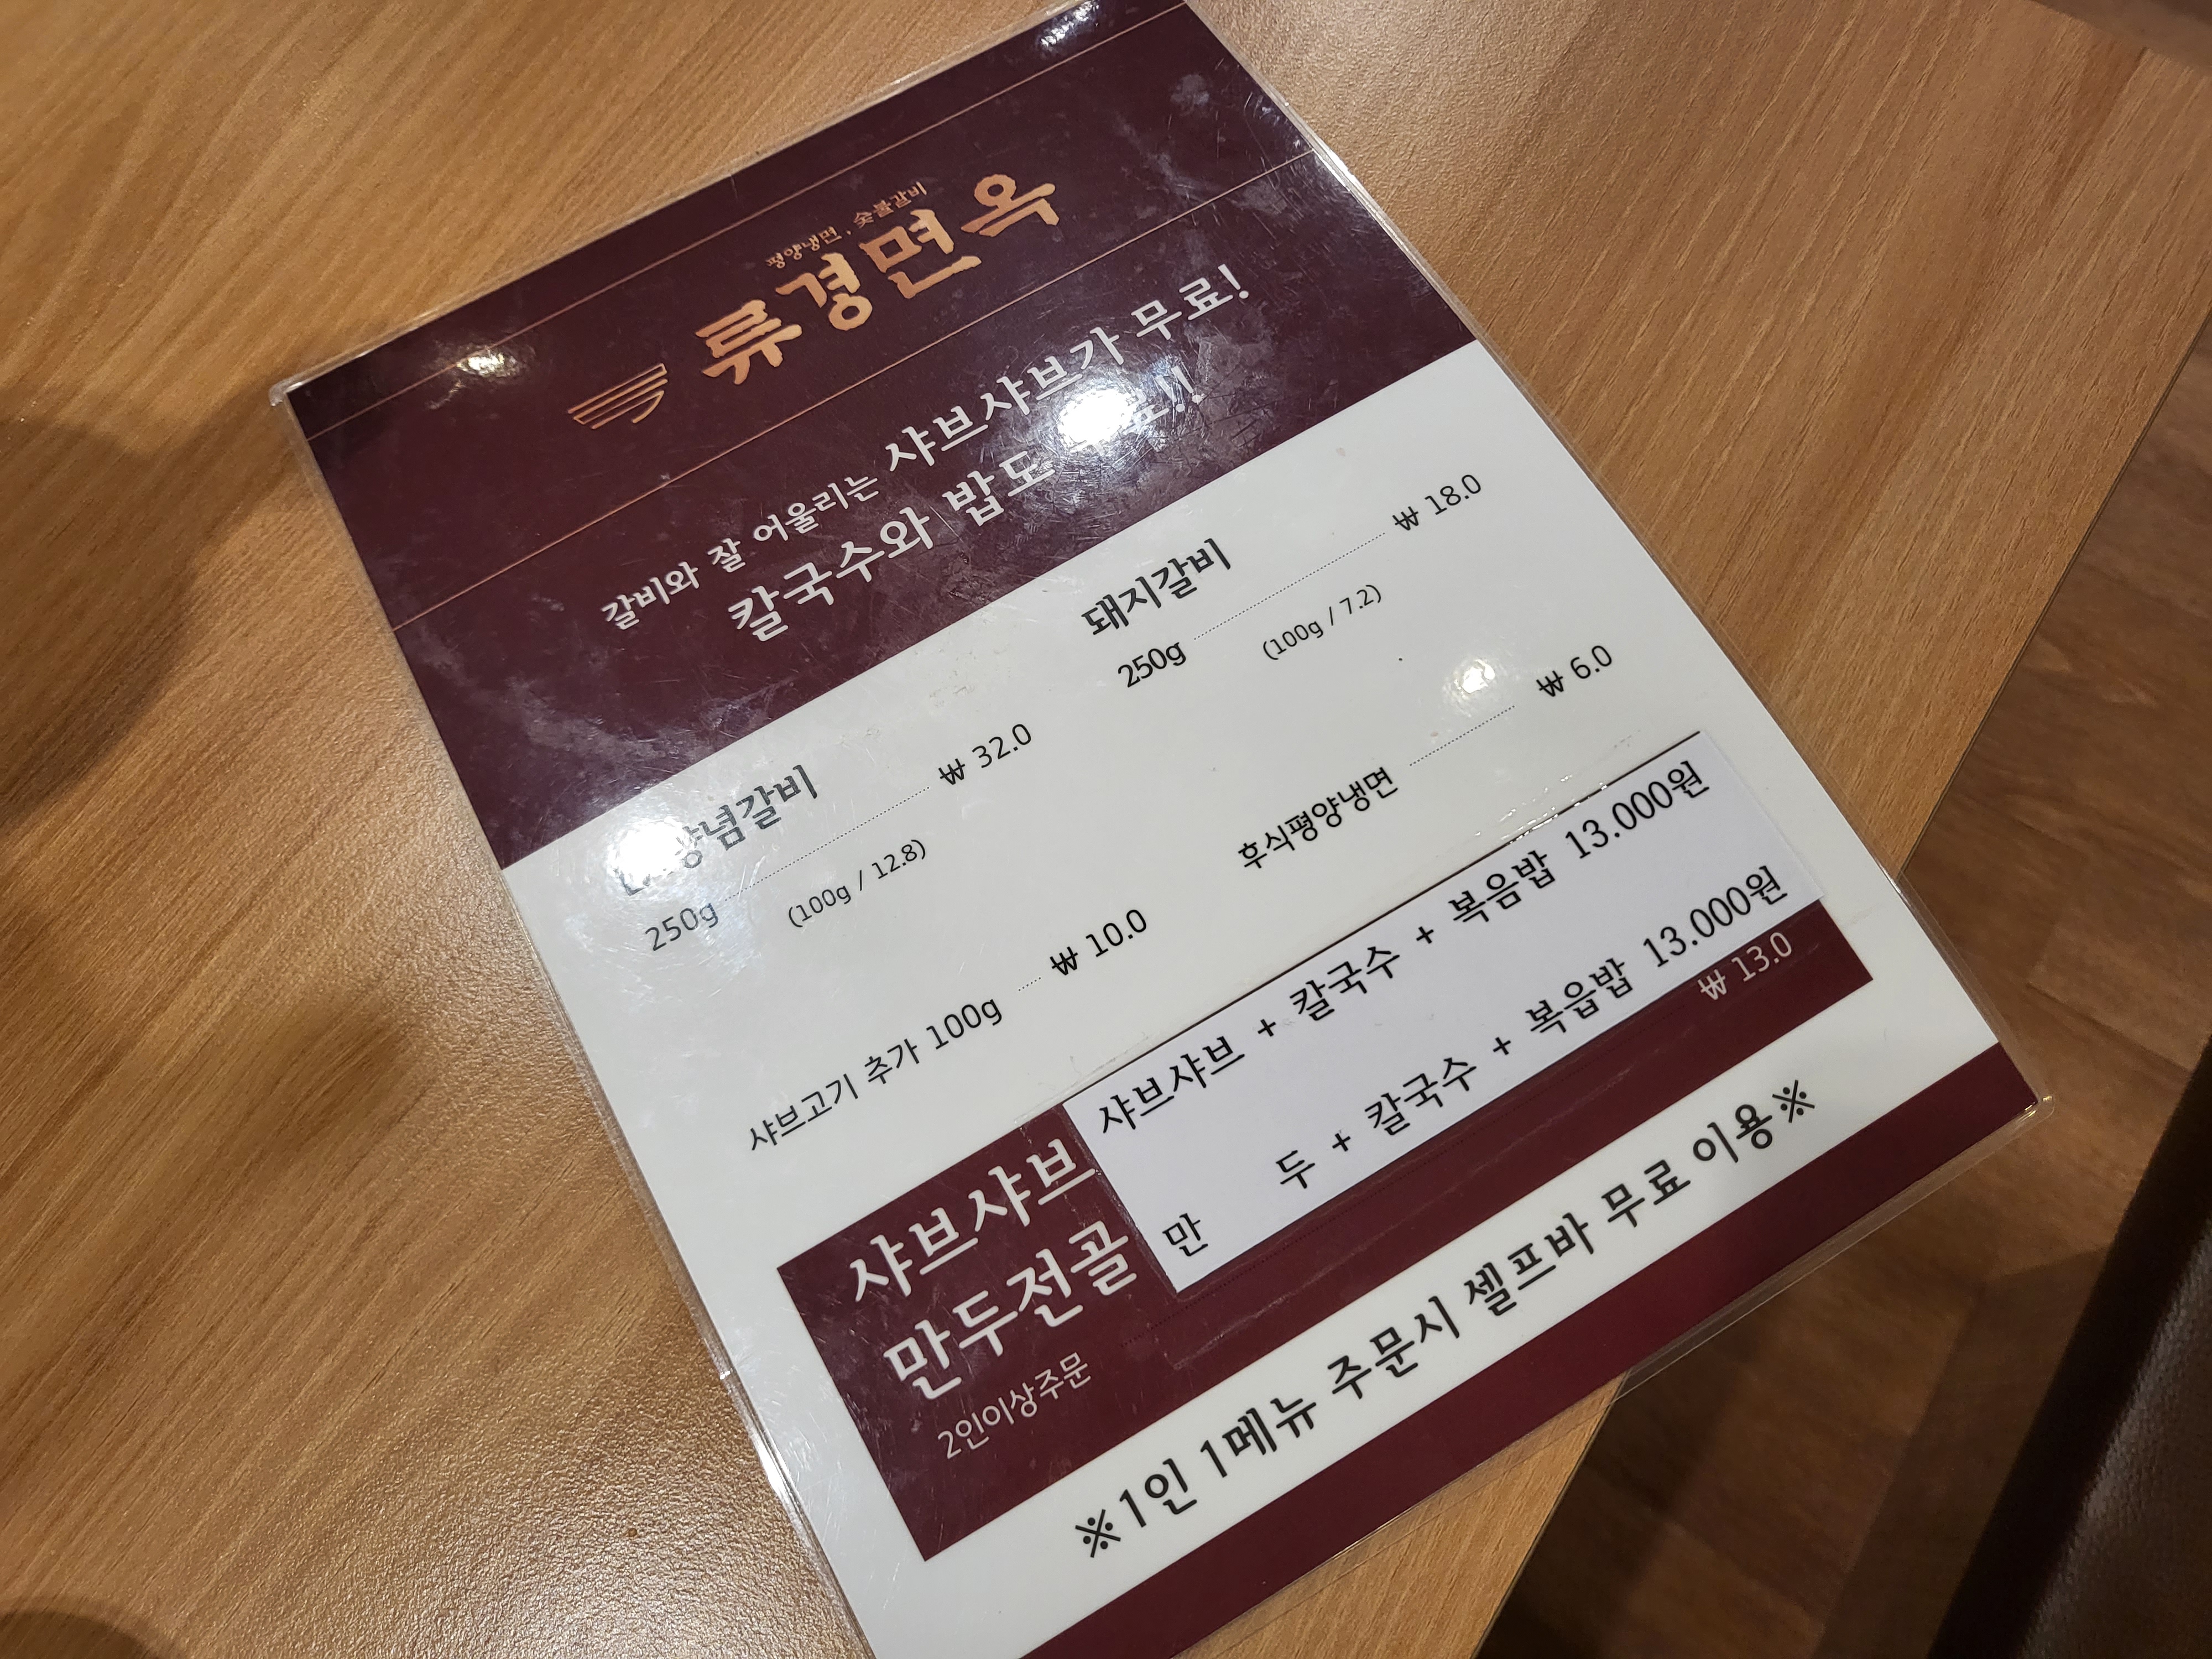 평양냉면 . 숯불갈비
류경면옥
갈비와 잘 어울리는 샤브샤브가 무료!
칼국수와 밥도 !!
양념갈비
250g ₩ 32.0
(100g / 12.8)
샤브고기 추가 100g ₩ 10.0
돼지갈비
250g ₩ 18.0
(100g / 7.2)
후식평양냉면 ₩ 6.0
샤브샤브
만두전골
2인이상주문
샤브샤브 + 칼국수 + 복음밥 13.000원
만 두 + 칼국수 + 복음밥 13.000원
₩ 13.0
※1인 1메뉴 주문시 셀프바 무료 이용※